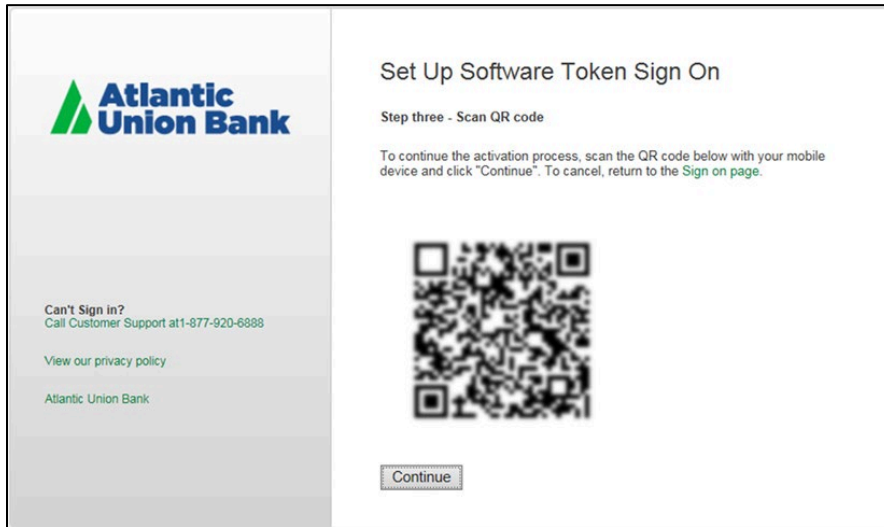 Atlantic
Union Bank
Can't Sign in?
Call Customer Support at1-877-920-6888
View our privacy policy
Atlantic Union Bank
Set Up Software Token Sign On
Step three - Scan QR code
To continue the activation process, scan the QR code below with your mobile
device and click "Continue". To cancel, return to the Sign on page.
Continue